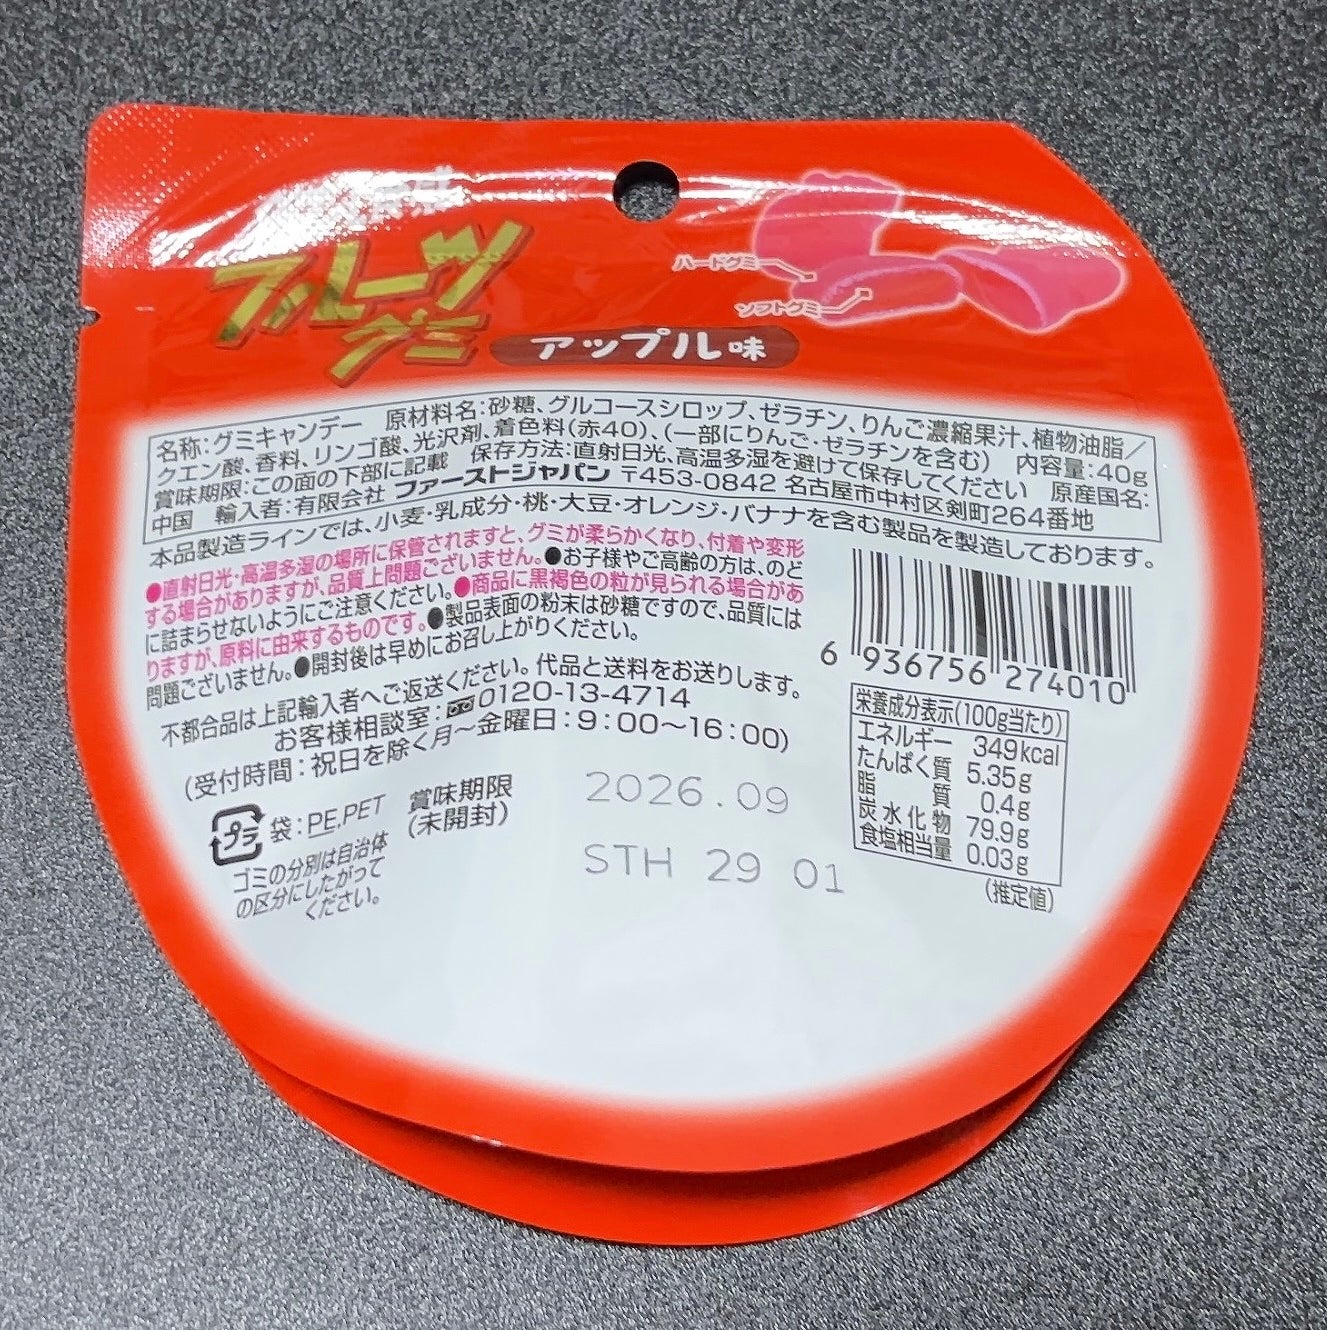 フルーツ
グミ
アップル味
ハードグミ
ソフトグミ
名称:グミキャンデー 原材料名:砂糖、グルコースシロップ、ゼラチン、りんご濃縮果汁、植物油脂/
クエン酸、香料、リンゴ酸、光沢剤、着色料(赤40)、(一部にりんご・ゼラチンを含む) 内容量:40g
賞味期限:この面の下部に記載 保存方法:直射日光、高温多湿を避けて保存してください 原産国名:
中国 輸入者:有限会社 ファーストジャパン 〒453-0842 名古屋市中村区剣町264番地
本品製造ラインでは、小麦・乳成分・桃・大豆・オレンジ・バナナを含む製品を製造しております。
●直射日光・高温多湿の場所に保管されますと、グミが柔らかくなり、付着や変形
する場合がありますが、品質上問題ございません。●お子様やご高齢の方は、のど
に詰まらせないようにご注意ください。●商品に黒褐色の粒が見られる場合があ
りますが、原料に由来するものです。●製品表面の粉末は砂糖ですので、品質には
問題ございません。●開封後は早めにお召し上がりください。
不都合品は上記輸入者へご返送ください。代品と送料をお送りします。
お客様相談室:0120-13-4714
(受付時間:祝日を除く月～金曜日:9:00～16:00)
プラ 袋:PE,PET
ゴミの分別は自治体
の区分にしたがって
ください。
賞味期限
(未開封)
2026.09
STH 29 01
6 936756 274010
栄養成分表示(100g当たり)
エネルギー 349kcal
たんぱく質 5.35g
脂質 0.4g
炭水化物 79.9g
食塩相当量 0.03g
(推定値)